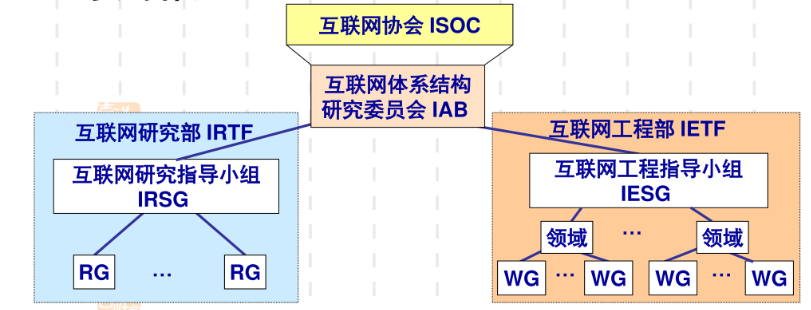 互联网协会 ISOC
互联网体系结构
研究委员会 IAB
互联网研究部 IRTF
互联网工程部 IETF
互联网研究指导小组
IRSG
互联网工程指导小组
IESG
领域 … 领域
RG … RG
WG … WG WG … WG